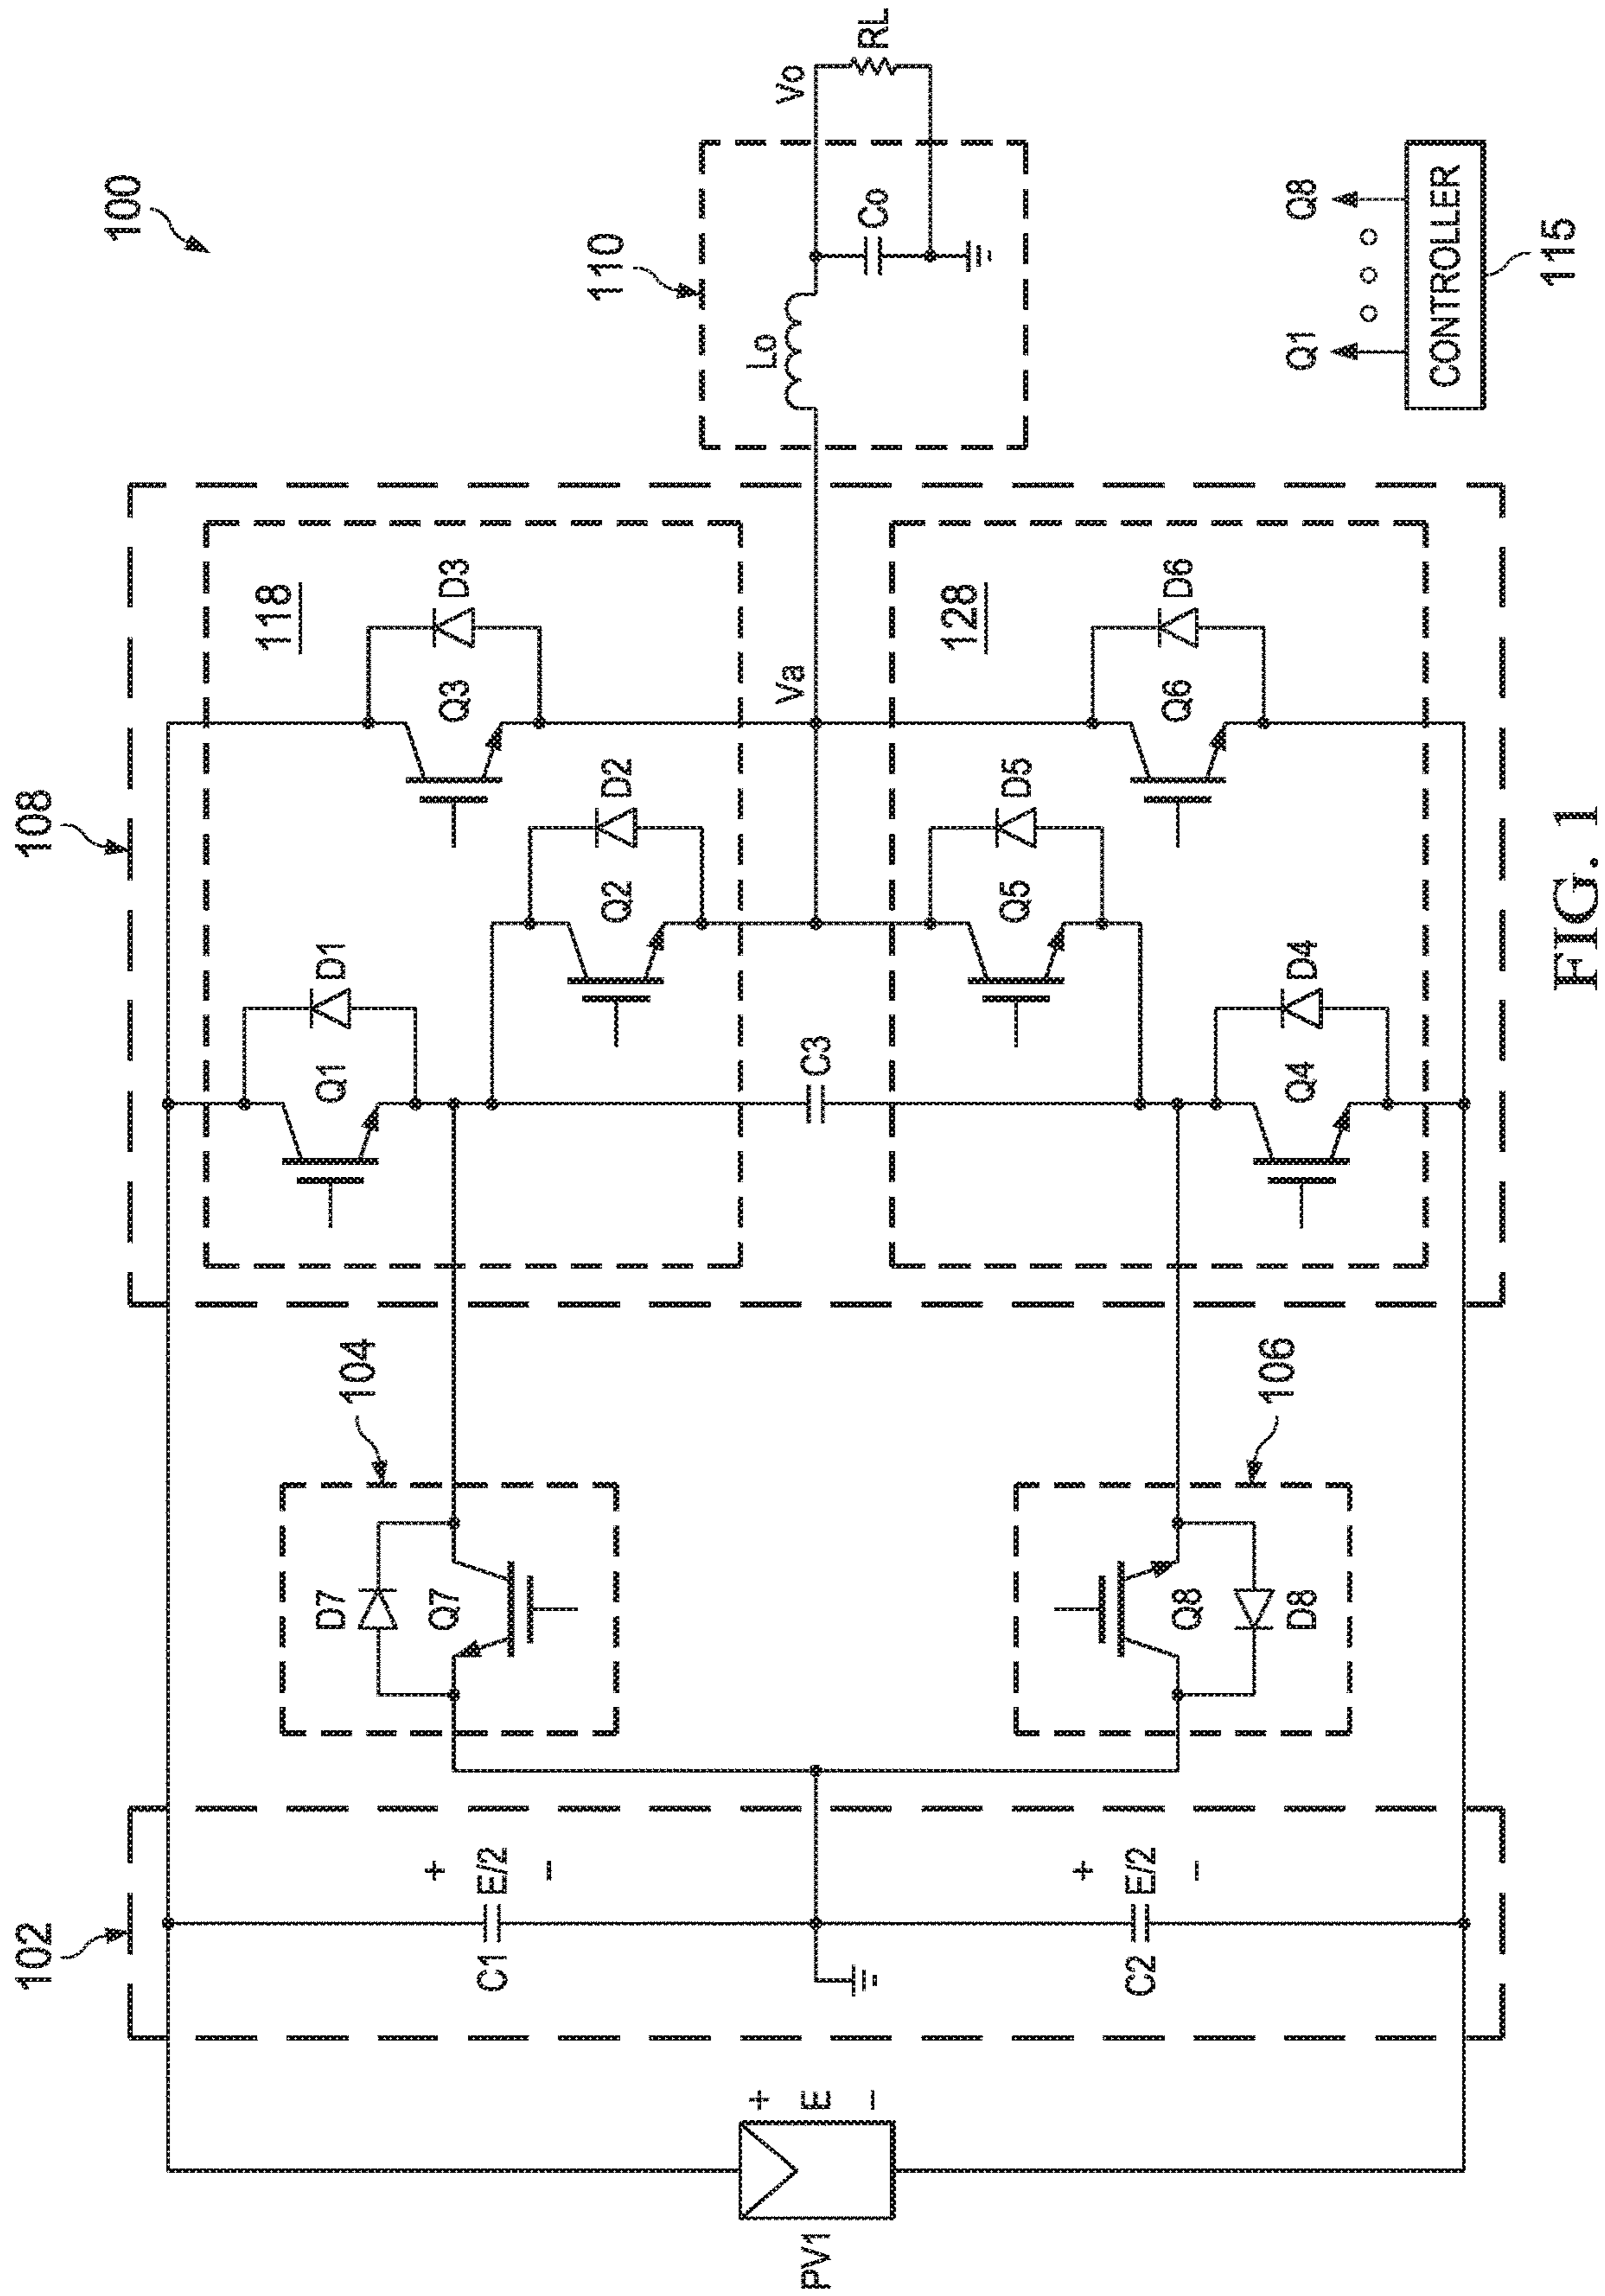 100
108
102
110
118
128
104
106
PV1
+
E
-
C1
+
E/2
-
C2
+
E/2
-
D7
Q7
Q8
D8
Q1
D1
Q2
D2
Q3
D3
C3
Va
Q4
D4
Q5
D5
Q6
D6
Lo
Co
Vo
RL
Q1
Q8
CONTROLLER
115
FIG. 1